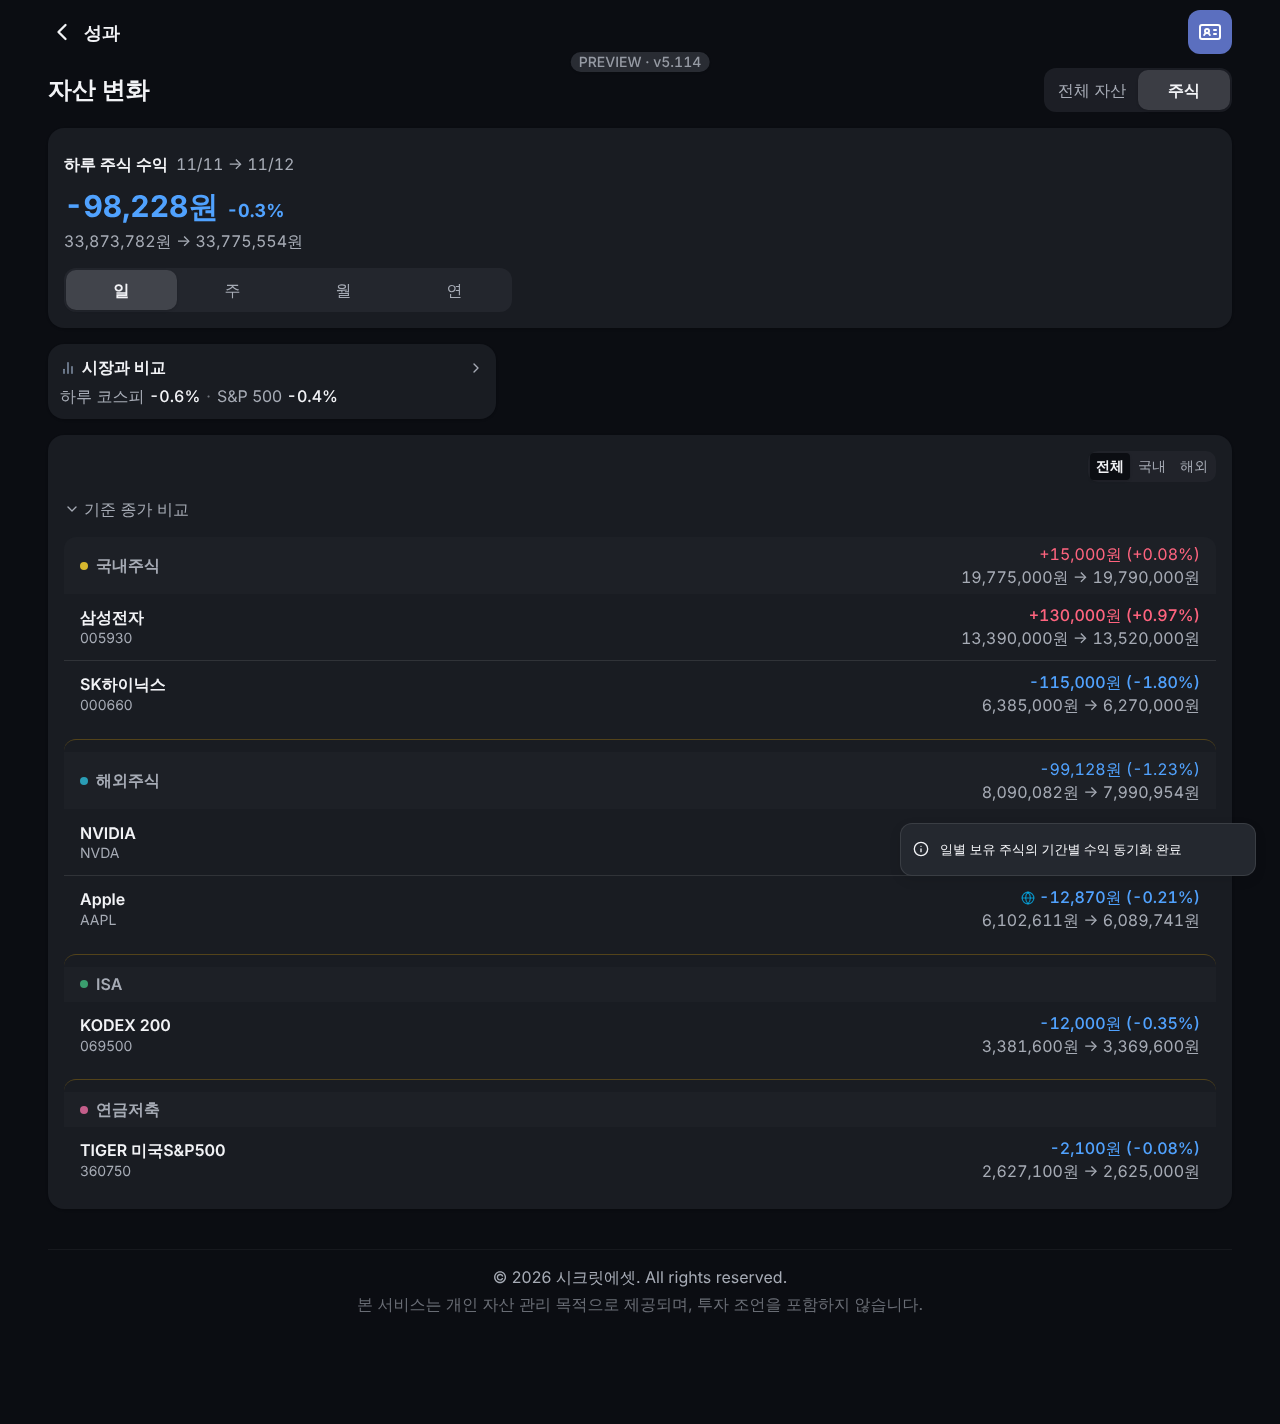 성과
PREVIEW · v5.114
자산 변화
전체 자산 주식
하루 주식 수익 11/11 → 11/12
-98,228원 -0.3%
33,873,782원 → 33,775,554원
일 주 월 연
시장과 비교
하루 코스피 -0.6% · S&P 500 -0.4%
전체 국내 해외
기준 종가 비교
국내주식
+15,000원 (+0.08%)
19,775,000원 → 19,790,000원
삼성전자
005930
+130,000원 (+0.97%)
13,390,000원 → 13,520,000원
SK하이닉스
000660
-115,000원 (-1.80%)
6,385,000원 → 6,270,000원
해외주식
-99,128원 (-1.23%)
8,090,082원 → 7,990,954원
NVIDIA
NVDA
일별 보유 주식의 기간별 수익 동기화 완료
Apple
AAPL
-12,870원 (-0.21%)
6,102,611원 → 6,089,741원
ISA
KODEX 200
069500
-12,000원 (-0.35%)
3,381,600원 → 3,369,600원
연금저축
TIGER 미국S&P500
360750
-2,100원 (-0.08%)
2,627,100원 → 2,625,000원
© 2026 시크릿에셋. All rights reserved.
본 서비스는 개인 자산 관리 목적으로 제공되며, 투자 조언을 포함하지 않습니다.